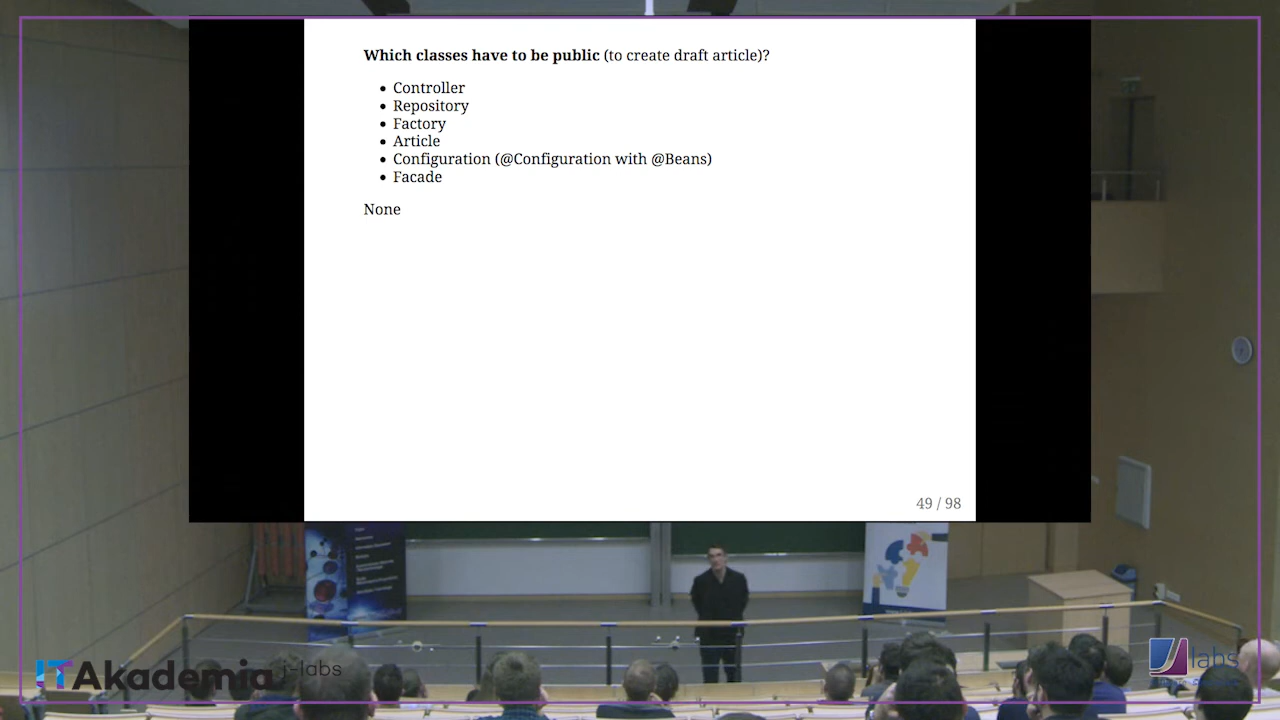 Which classes have to be public (to create draft article)?
• Controller
• Repository
• Factory
• Article
• Configuration (@Configuration with @Beans)
• Facade
None
49 / 98
ITAkademia j-labs
labs